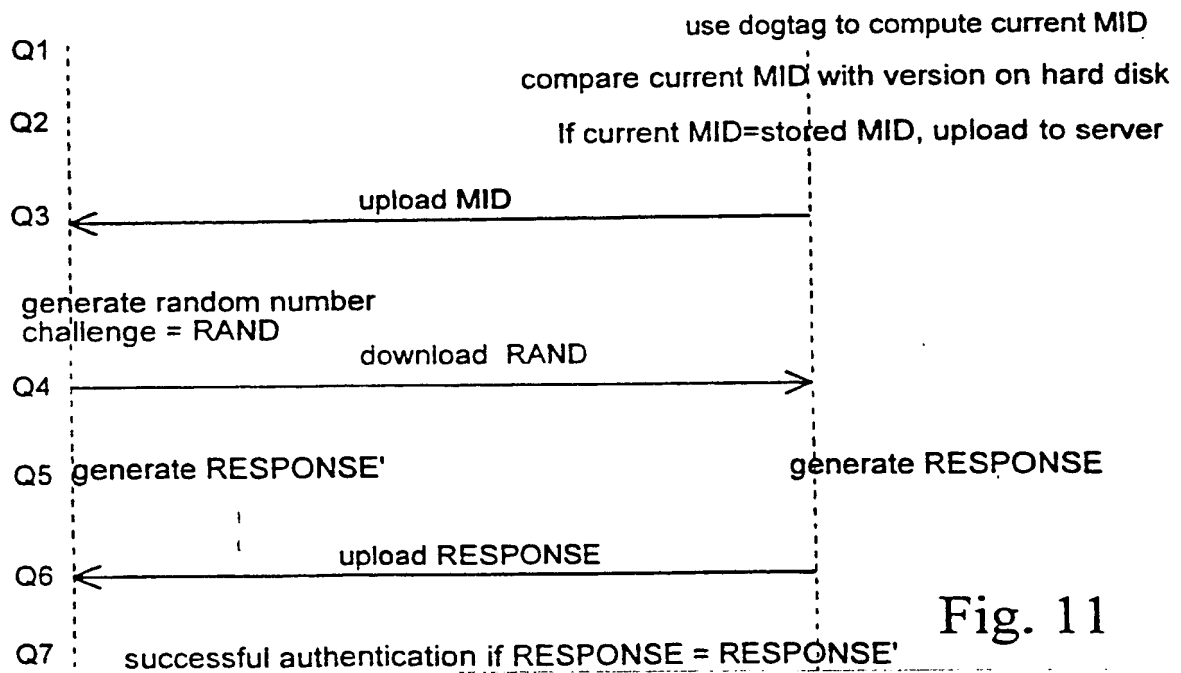 use dogtag to compute current MID
Q1
compare current MID with version on hard disk
Q2
If current MID=stored MID, upload to server
upload MID
Q3
generate random number
challenge = RAND
download RAND
Q4
Q5 generate RESPONSE' generate RESPONSE
upload RESPONSE
Q6
Fig. 11
Q7 successful authentication if RESPONSE = RESPONSE'